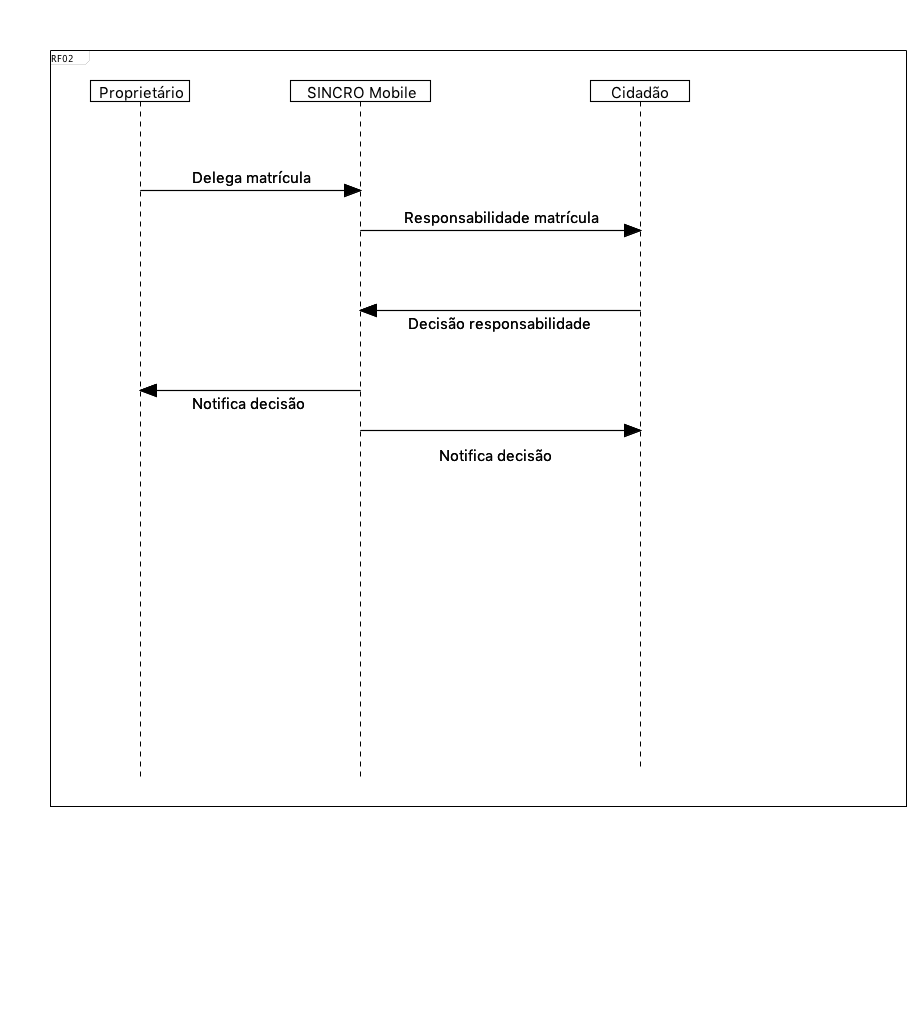 RF02
Proprietário
SINCRO Mobile
Cidadão
Delega matrícula
Responsabilidade matrícula
Decisão responsabilidade
Notifica decisão
Notifica decisão